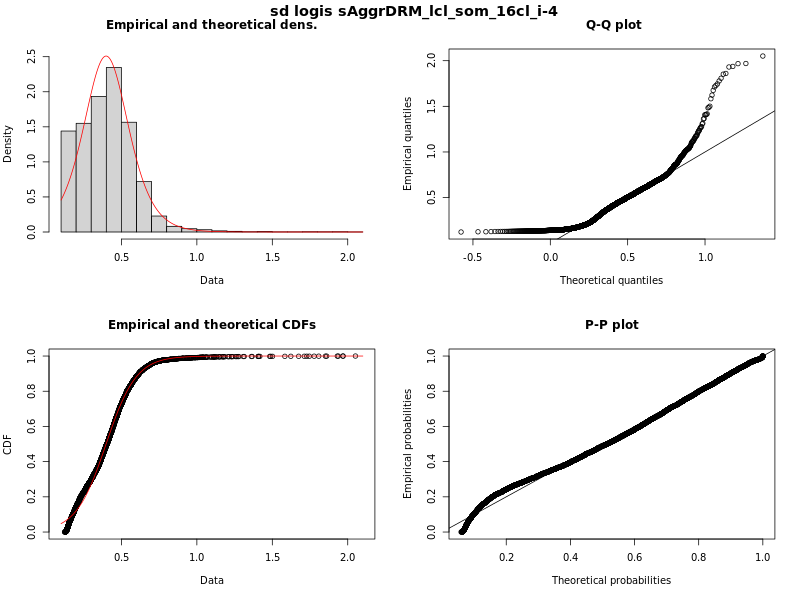 sd logis sAggrDRM_lcl_som_16cl_i-4
Empirical and theoretical dens.
Density
0.0 0.5 1.0 1.5 2.0 2.5
0.5 1.0 1.5 2.0
Data
Q-Q plot
Empirical quantiles
0.5 1.0 1.5 2.0
-0.5 0.0 0.5 1.0
Theoretical quantiles
Empirical and theoretical CDFs
CDF
0.0 0.2 0.4 0.6 0.8 1.0
0.5 1.0 1.5 2.0
Data
P-P plot
Empirical probabilities
0.0 0.2 0.4 0.6 0.8 1.0
0.2 0.4 0.6 0.8 1.0
Theoretical probabilities